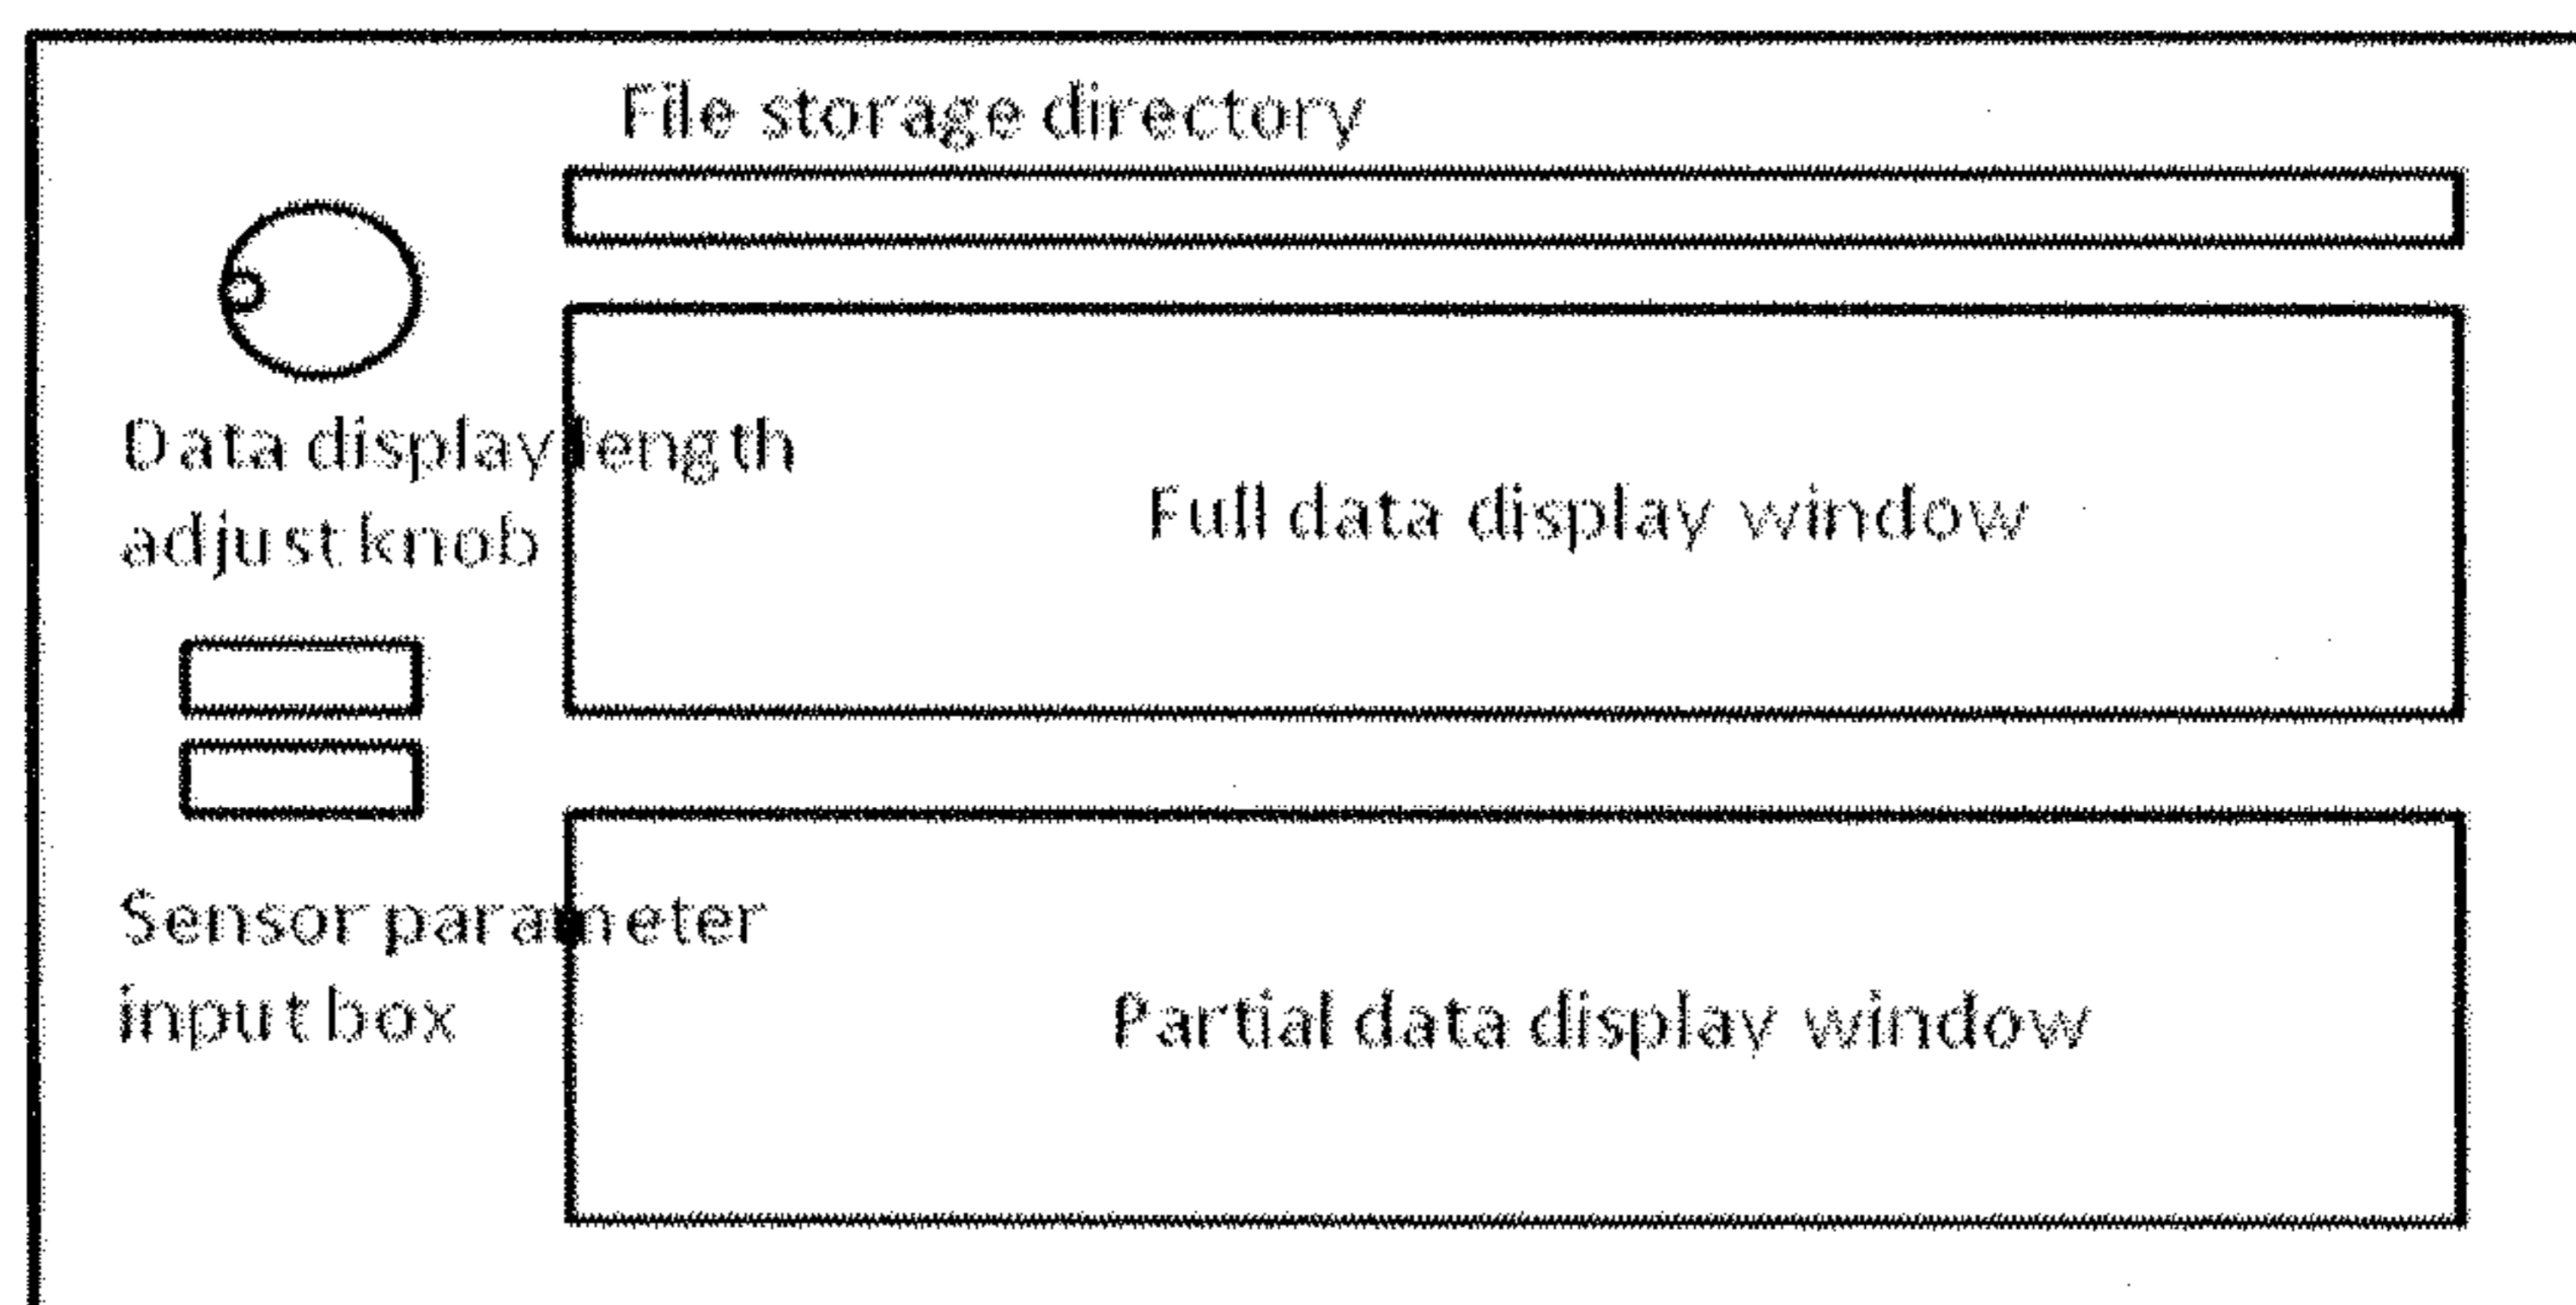 File storage directory
Data display length
adjust knob
Full data display window
Sensor parameter
input box
Partial data display window